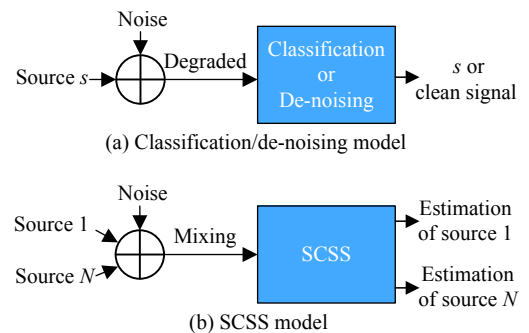 Noise
Source s
Degraded
Classification
or
De-noising
s or
clean signal
(a) Classification/de-noising model
Noise
Source 1
Source N
Mixing
SCSS
Estimation
of source 1
Estimation
of source N
(b) SCSS model